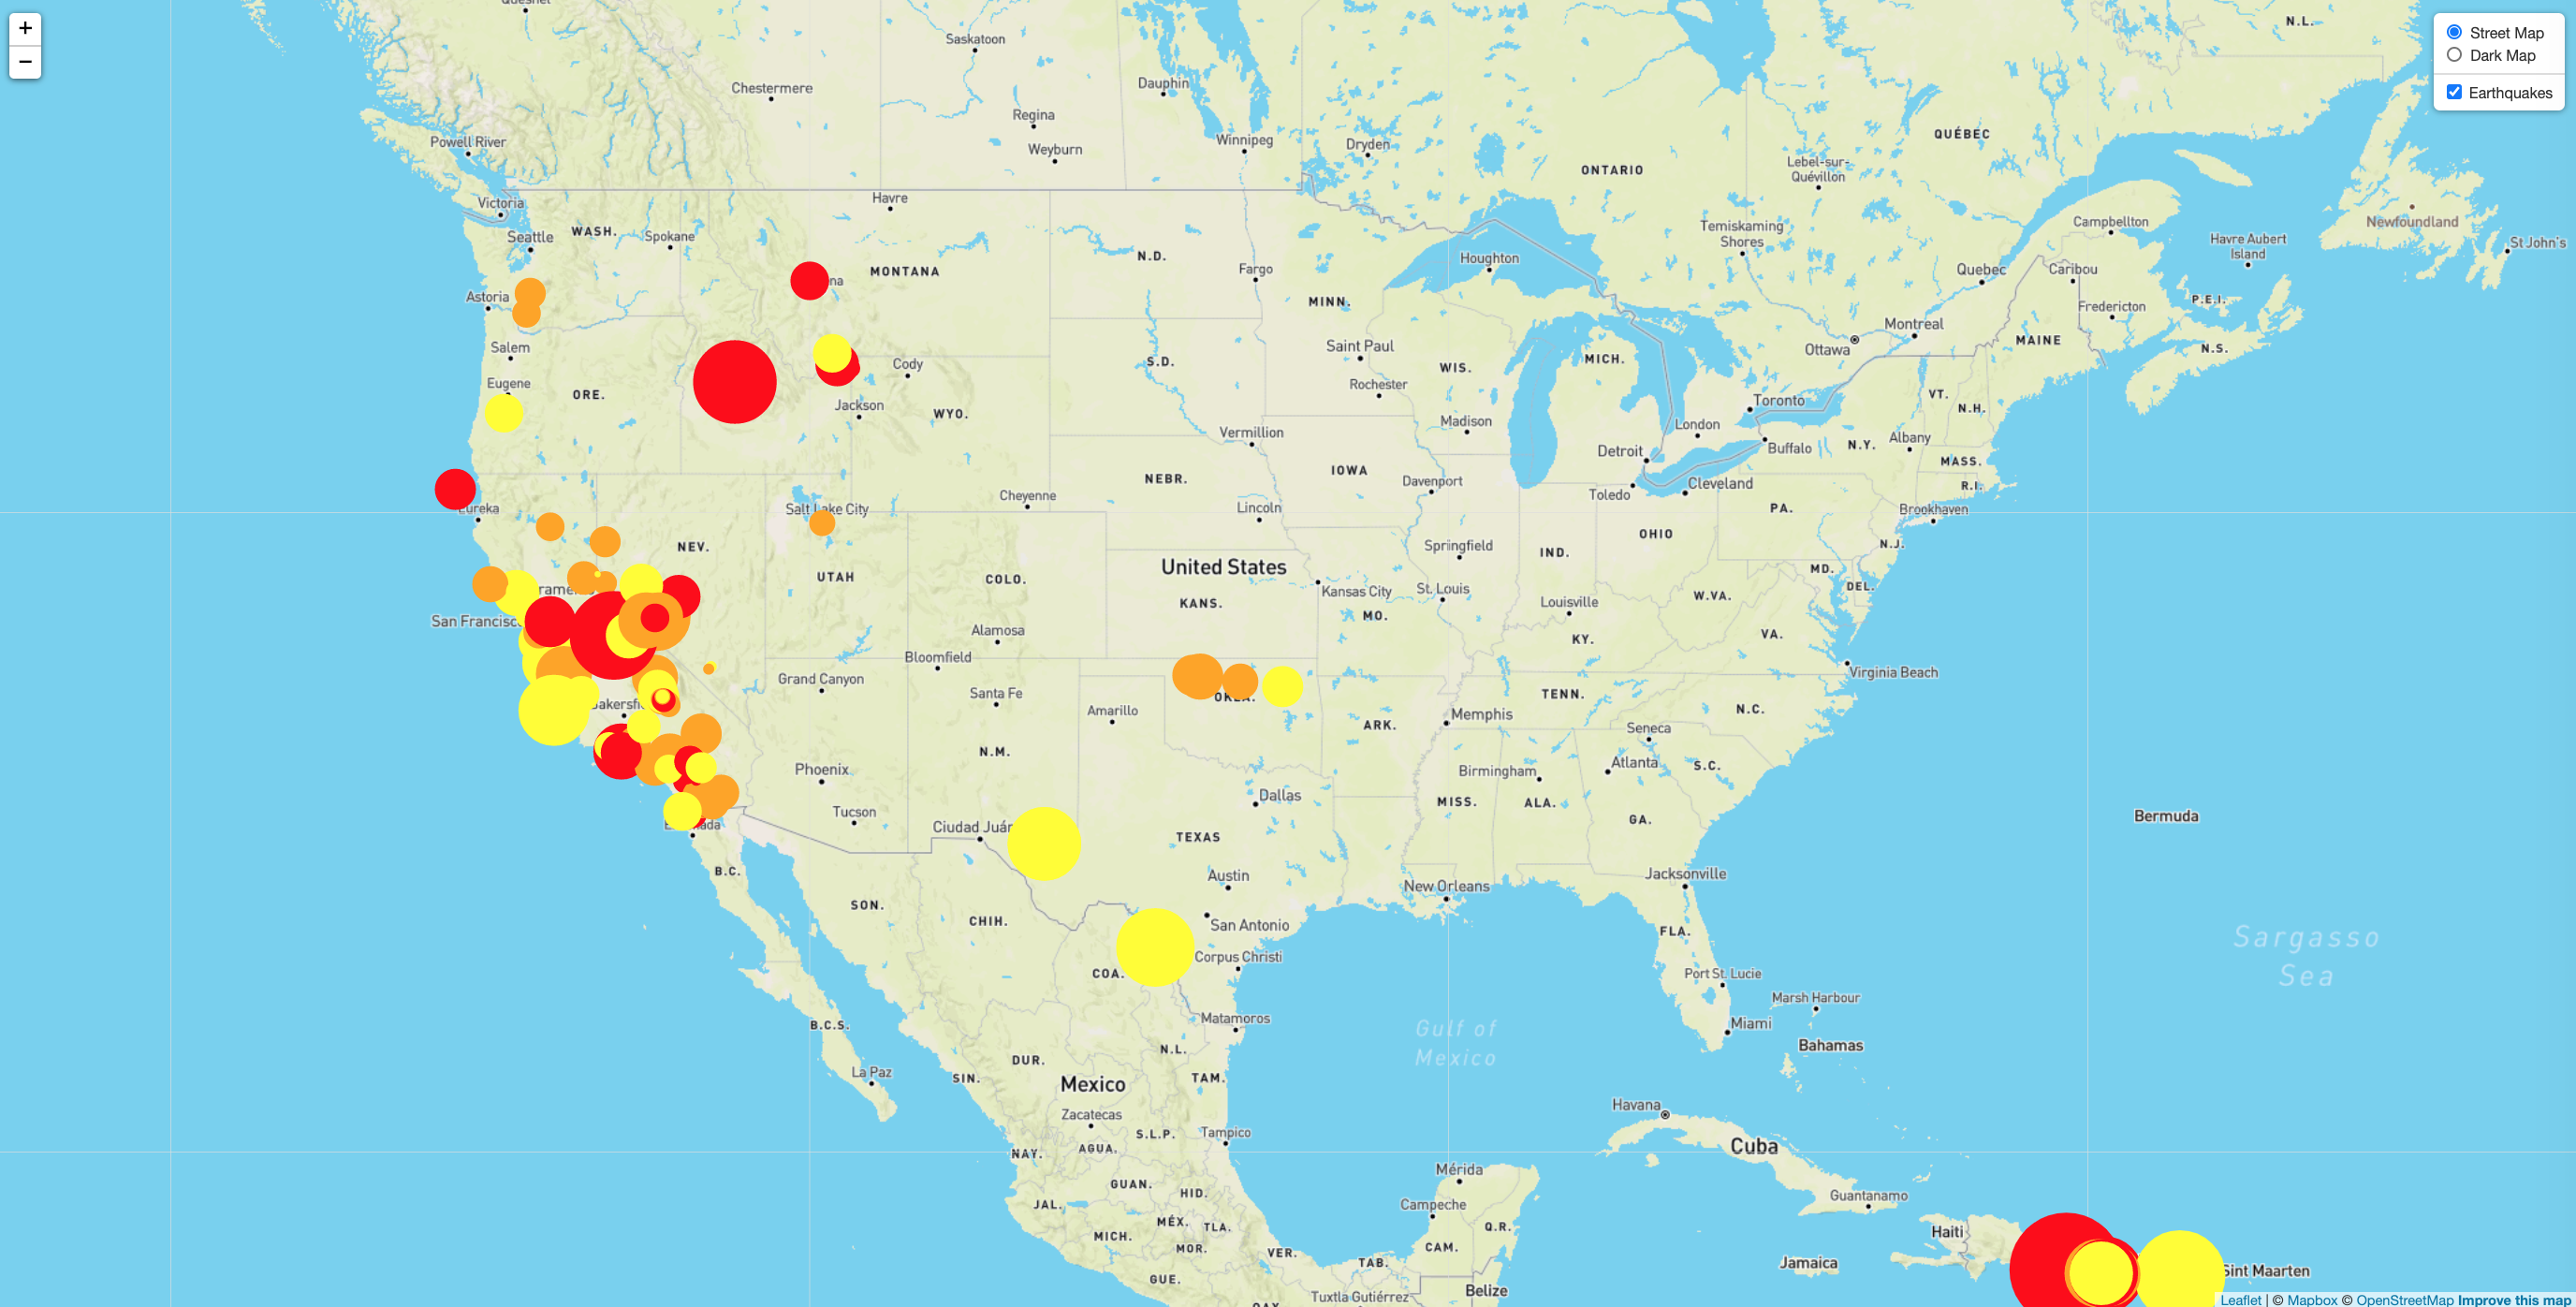 Quesnel
N.L.
+
Street Map
Saskatoon
Dark Map
−
Dauphin
Chestermere
Earthquakes
Regina
QUÉBEC
Powell River
Winnipeg
Dryden
Weyburn
Lebel-sur-
Quévillon
ONTARIO
Havre
Victoria
Campbellton
Newfoundland
Temiskaming
Shores
WASH.
Seattle
Spokane
Havre Aubert
Island
St John's
N.D.
Houghton
MONTANA
Fargo
Quebec
Caribou
Astoria
MINN.
P.E.I.
Fredericton
Montreal
Salem
Saint Paul
Ottawa
MAINE
N.S.
S.D.
MICH.
Cody
WIS.
Eugene
Rochester
ORE.
VT.
Toronto
Jackson
WYO.
N.H.
Madison
London
Vermillion
Albany
N.Y.
Buffalo
Detroit
MASS.
IOWA
NEBR.
Davenport
Cleveland
R.I.
Toledo
Cheyenne
Eureka
Salt Lake City
Lincoln
PA.
Brookhaven
OHIO
NEV.
Springfield
IND.
N.J.
United States
MD.
UTAH
COLO.
DEL.
Kansas City
St. Louis
KANS.
Louisville
W.VA.
MO.
San Francisc
Alamosa
KY.
VA.
Bloomfield
Virginia Beach
Grand Canyon
Santa Fe
TENN.
OKLA.
Amarillo
Memphis
N.C.
ARK.
Seneca
N.M.
Atlanta
S.C.
Phoenix
Birmingham
Dallas
MISS.
ALA.
Tucson
GA.
Bermuda
Ciudad Juár
TEXAS
B.C.
Austin
Jacksonville
New Orleans
SON.
CHIH.
San Antonio
FLA.
Sargasso
Sea
Corpus Christi
COA.
Port St. Lucie
Marsh Harbour
Matamoros
Miami
B.C.S.
Gulf of
Mexico
Bahamas
N.L.
DUR.
La Paz
SIN.
Mexico
TAM.
Havana
Zacatecas
S.L.P.
Tampico
Cuba
AGUA.
NAY.
Mérida
GUAN.
HID.
Guantanamo
JAL.
Campeche
MÉX.
TLA.
Q.R.
Haiti
MICH.
MOR.
VER.
CAM.
TAB.
Jamaica
Sint Maarten
GUE.
Belize
Tuxtla Gutiérrez
Leaflet | © Mapbox © OpenStreetMap Improve this map